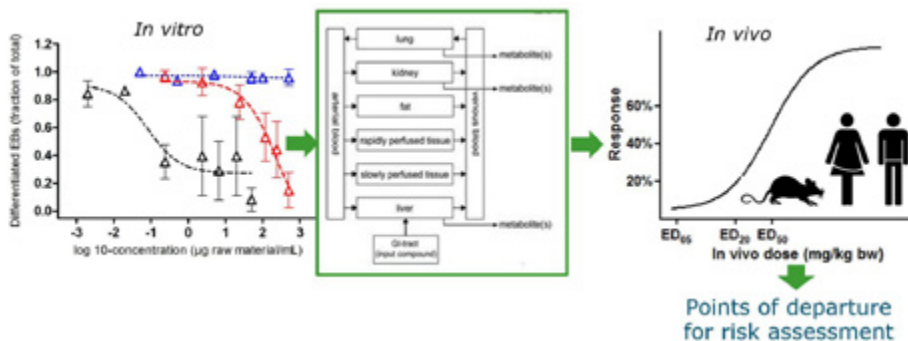 In vitro
Differentiated EBs (fraction of total)
1.2
1.0
0.8
0.6
0.4
0.2
0.0
-3
-2
-1
0
1
2
3
log 10-concentration (µg raw material/mL)
lung
kidney
fat
rapidly perfused tissue
slowly perfused tissue
liver
GI-tract
(input compound)
arterial blood
venous blood
metabolite(s)
metabolite(s)
metabolite(s)
In vivo
Response
60%
40%
20%
ED05
ED20
ED50
In vivo dose (mg/kg bw)
Points of departure
for risk assessment